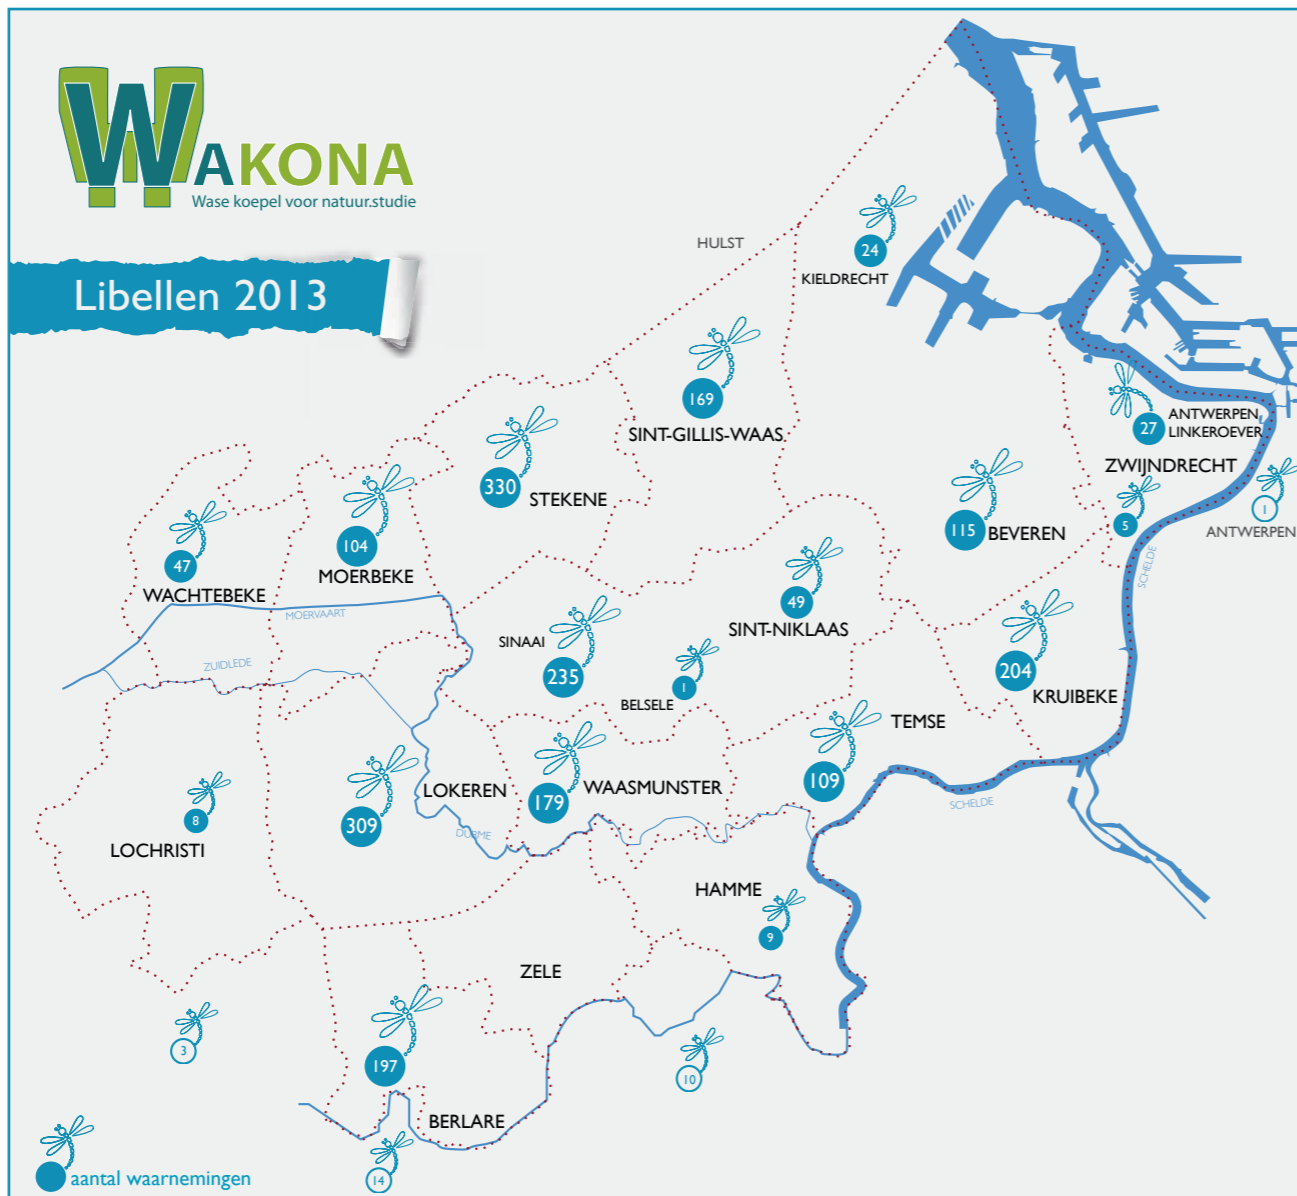 WAKONA
Wase koepel voor natuur.studie
Libellen 2013
HULST
24
KIELDRECHT
169
SINT-GILLIS-WAAS
27
ANTWERPEN
LINKEROEVER
ZWIJNDRECHT
5
1
ANTWERPEN
330
STEKENE
115
BEVEREN
SCHELDE
47
WACHTEBEKE
104
MOERBEKE
MOERVAART
ZUIDLEDE
49
SINT-NIKLAAS
SINAAI
235
1
BELSELE
204
KRUIBEKE
TEMSE
109
SCHELDE
8
LOCHRISTI
309
LOKEREN
DURME
179
WAASMUNSTER
HAMME
9
ZELE
3
197
BERLARE
10
14
aantal waarnemingen